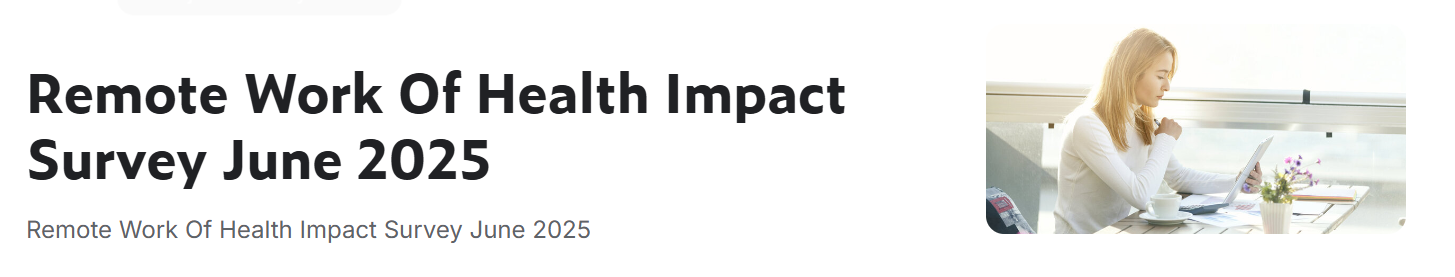 Remote Work Of Health Impact
Survey June 2025
Remote Work Of Health Impact Survey June 2025